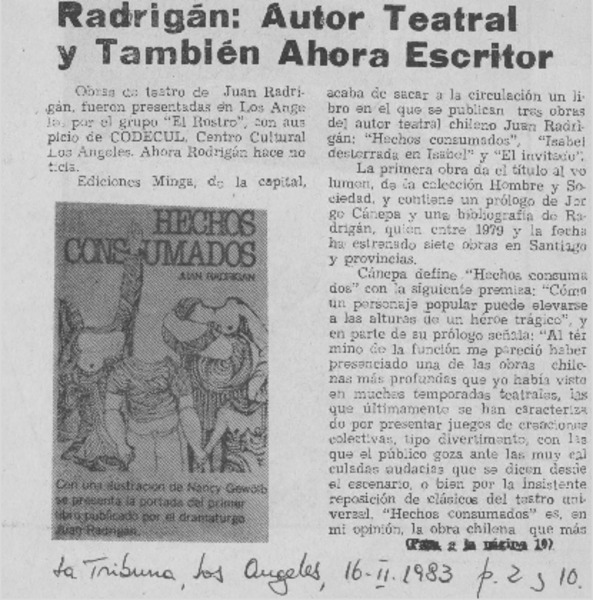 Radrigán: Autor Teatral
y También Ahora Escritor
Obras de teatro de Juan Radri-
gán, fueron presentadas en Los Ange
les, por el grupo "El Rostro", con aus
picio de CODECUL, Centro Cultural
Los Angeles. Ahora Rodrigán hace no
ticia.
Ediciones Minga, de la capital,
HECHOS
CONSUMADOS
JUAN RADRIGAN
Con una ilustración de Nancy Gewölb
se presenta la portada del primer
libro publicado por el dramaturgo
Juan Radrigán.
acaba de sacar a la circulación un li
bro en el que se publican tres obras
del autor teatral chileno Juan Radri
gán: "Hechos consumados", "Isabel
desterrada en Isabel" y "El invitado".
La primera obra da el título al vo
lumen, de la colección Hombre y So
ciedad, y contiene un prólogo de Jor
ge Cánepa y una bibliografía de Ra
drigán, quien entre 1979 y la fecha
ha estrenado siete obras en Santiago
y provincias.
Cánepa define "Hechos consuma
dos" con la siguiente premiza: "Cómo
un personaje popular puede elevarse
a las alturas de un héroe trágico", y
en parte de su prólogo señala: "Al tér
mino de la función me pareció haber
presenciado una de las obras chile-
nas más profundas que yo había visto
en muchas temporadas teatrales, las
que últimamente se han caracteriza
do por presentar juegos de creaciones
colectivas, tipo divertimento, con las
que el público goza ante las muy cal
culadas audacias que se dicen desde
el escenario, o bien por la insistente
reposición de clásicos del teatro uni-
versal. "Hechos consumados" es, en
mi opinión, la obra chilena que más
(Pasa a la página 10)
La Tribuna, Los Angeles, 16-II-1983 p. 2 y 10.